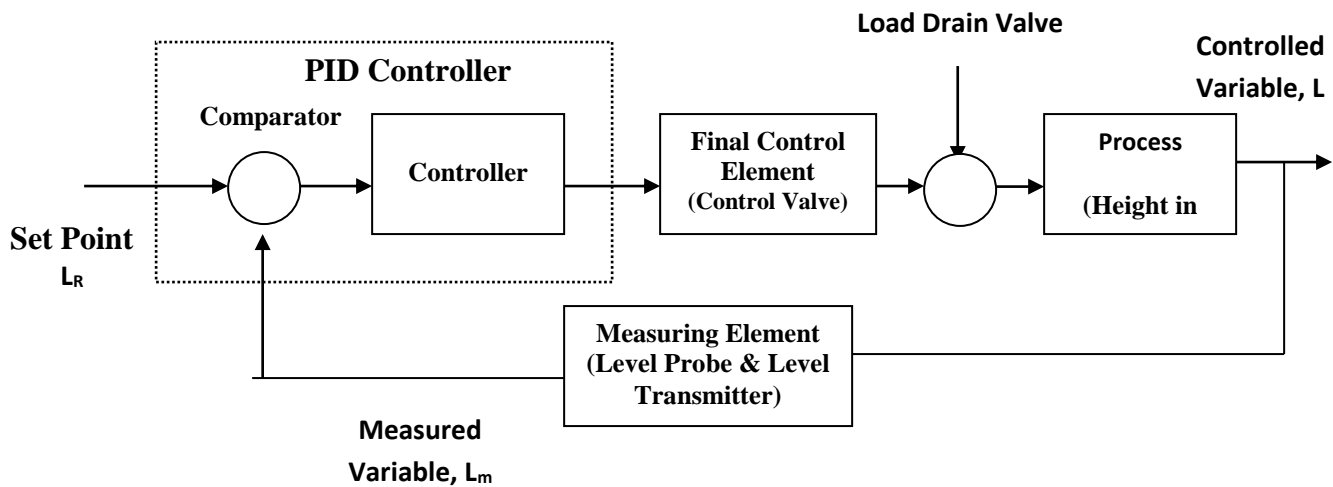 Load Drain Valve
Controlled
Variable, L
PID Controller
Comparator
Controller
Final Control
Element
(Control Valve)
Process
(Height in
Set Point
LR
Measuring Element
(Level Probe & Level
Transmitter)
Measured
Variable, Lm